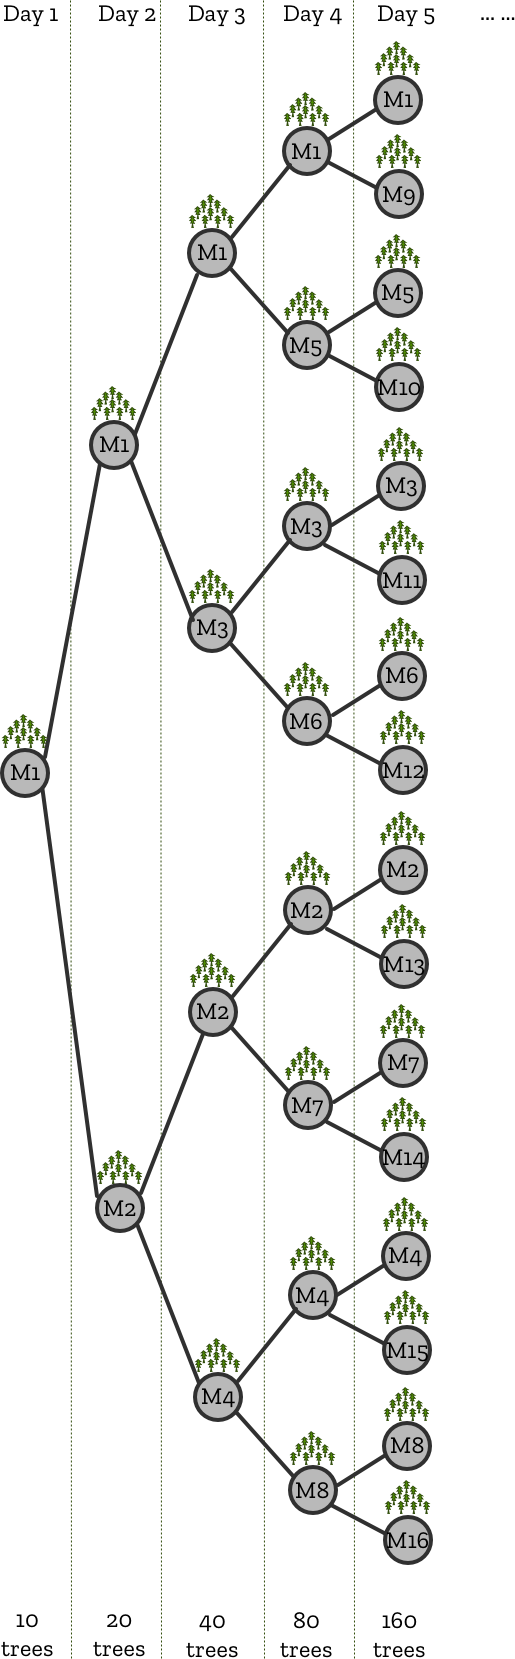 Day 1 Day 2 Day 3 Day 4 Day 5 ... ...
M1
M1
M9
M1
M5
M5
M10
M1
M3
M3
M11
M3
M6
M6
M12
M1
M2
M2
M13
M2
M7
M7
M14
M2
M4
M4
M15
M4
M8
M8
M16
10 20 40 80 160
trees trees trees trees trees